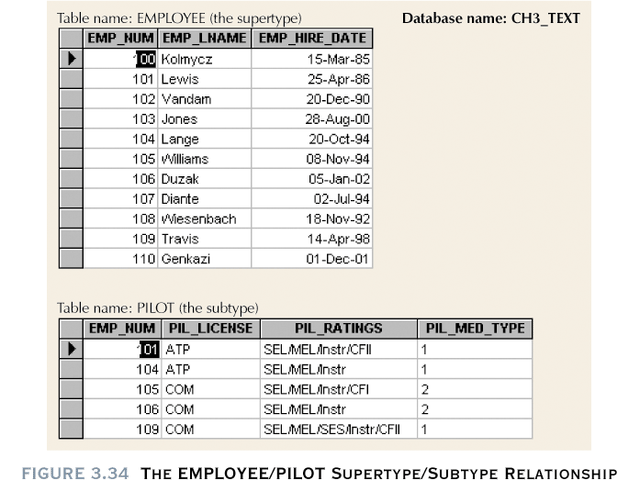 Table name: EMPLOYEE (the supertype) Database name: CH3_TEXT
EMP_NUM EMP_LNAME EMP_HIRE_DATE
100 Kolmycz 15-Mar-85
101 Lewis 25-Apr-86
102 Vandam 20-Dec-90
103 Jones 28-Aug-00
104 Lange 20-Oct-94
105 Williams 08-Nov-94
106 Duzak 05-Jan-02
107 Diante 02-Jul-94
108 Wiesenbach 18-Nov-92
109 Travis 14-Apr-98
110 Genkazi 01-Dec-01
Table name: PILOT (the subtype)
EMP_NUM PIL_LICENSE PIL_RATINGS PIL_MED_TYPE
101 ATP SEL/MEL/Instr/CFII 1
104 ATP SEL/MEL/Instr 1
105 COM SEL/MEL/Instr/CFI 2
106 COM SEL/MEL/Instr 2
109 COM SEL/MEL/SES/Instr/CFII 1
FIGURE 3.34 THE EMPLOYEE/PILOT SUPERTYPE/SUBTYPE RELATIONSHIP